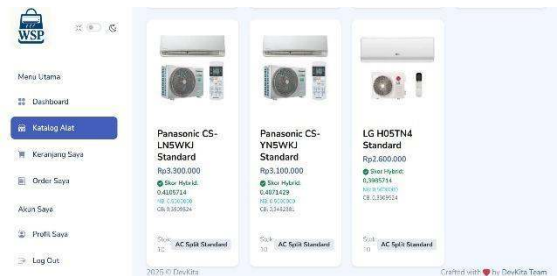 WSP
Menu Utama
Dashboard
Katalog Alat
Keranjang Saya
Order Saya
Akun Saya
Profil Saya
Log Out
Panasonic CS-
LN5WKJ
Standard
Rp3.300.000
Skor Hybrid:
0,4105714
Stok
10
AC Split Standard
Panasonic CS-
YN5WKJ
Standard
Rp3.100.000
Skor Hybrid:
0,4071429
Stok
10
AC Split Standard
LG H05TN4
Standard
Rp2.600.000
Skor Hybrid:
Stok
10
AC Split Standard
2025 © DevKita
Crafted with by DevKita Team